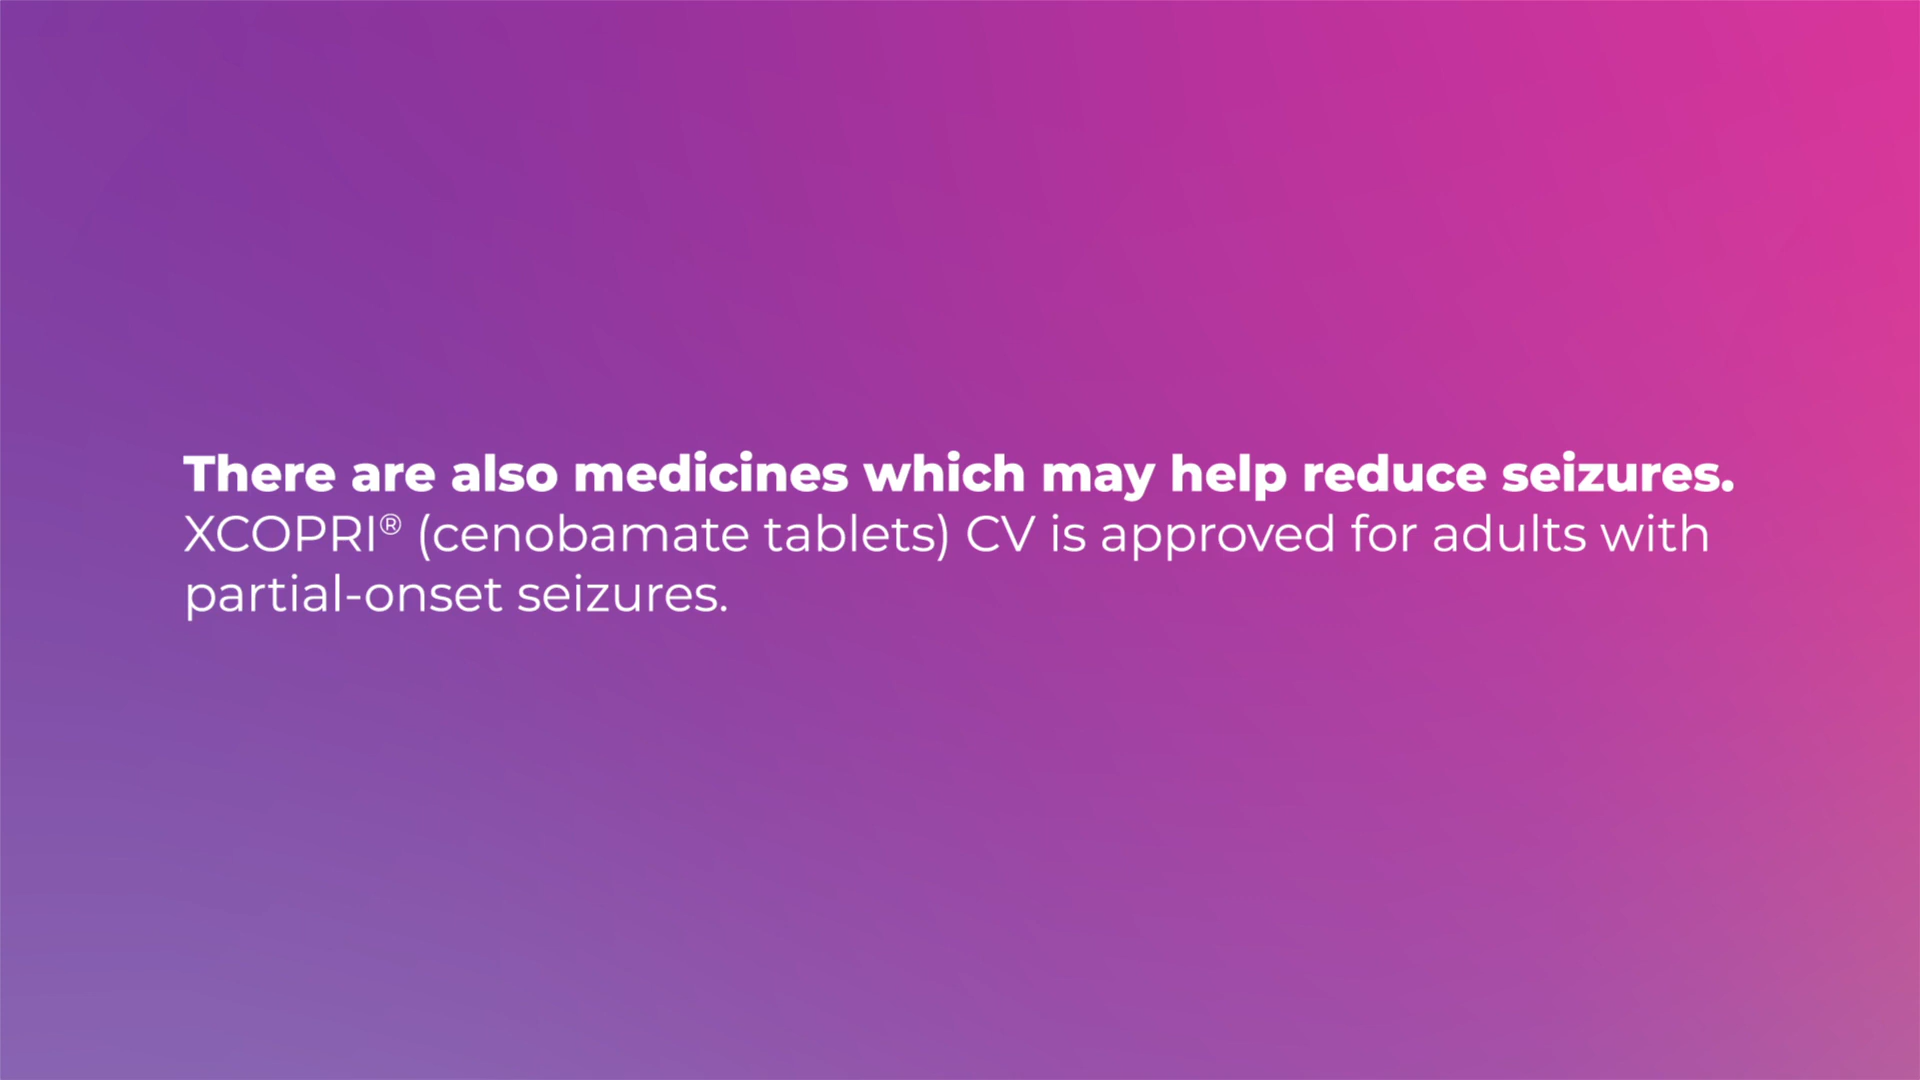 There are also medicines which may help reduce seizures.
XCOPRI® (cenobamate tablets) CV is approved for adults with
partial-onset seizures.